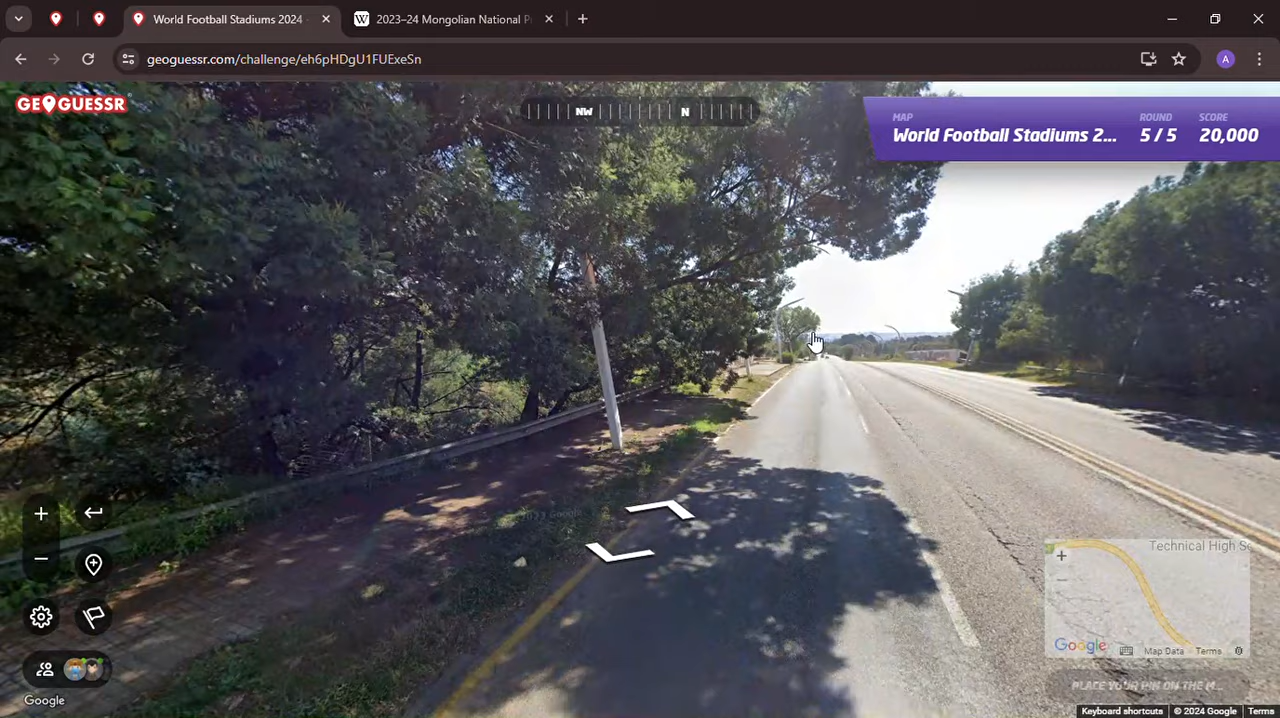 World Football Stadiums 2024 -
2023–24 Mongolian National P
geoguessr.com/challenge/eh6pHDgU1FUExeSn
A
GEOGUESSR
NW
N
MAP
World Football Stadiums 2...
ROUND
5 / 5
SCORE
20,000
2023 Google
Technical High Sc
Google
Map Data
Terms
PLACE YOUR PIN ON THE M...
Google
Keyboard shortcuts
© 2024 Google
Terms